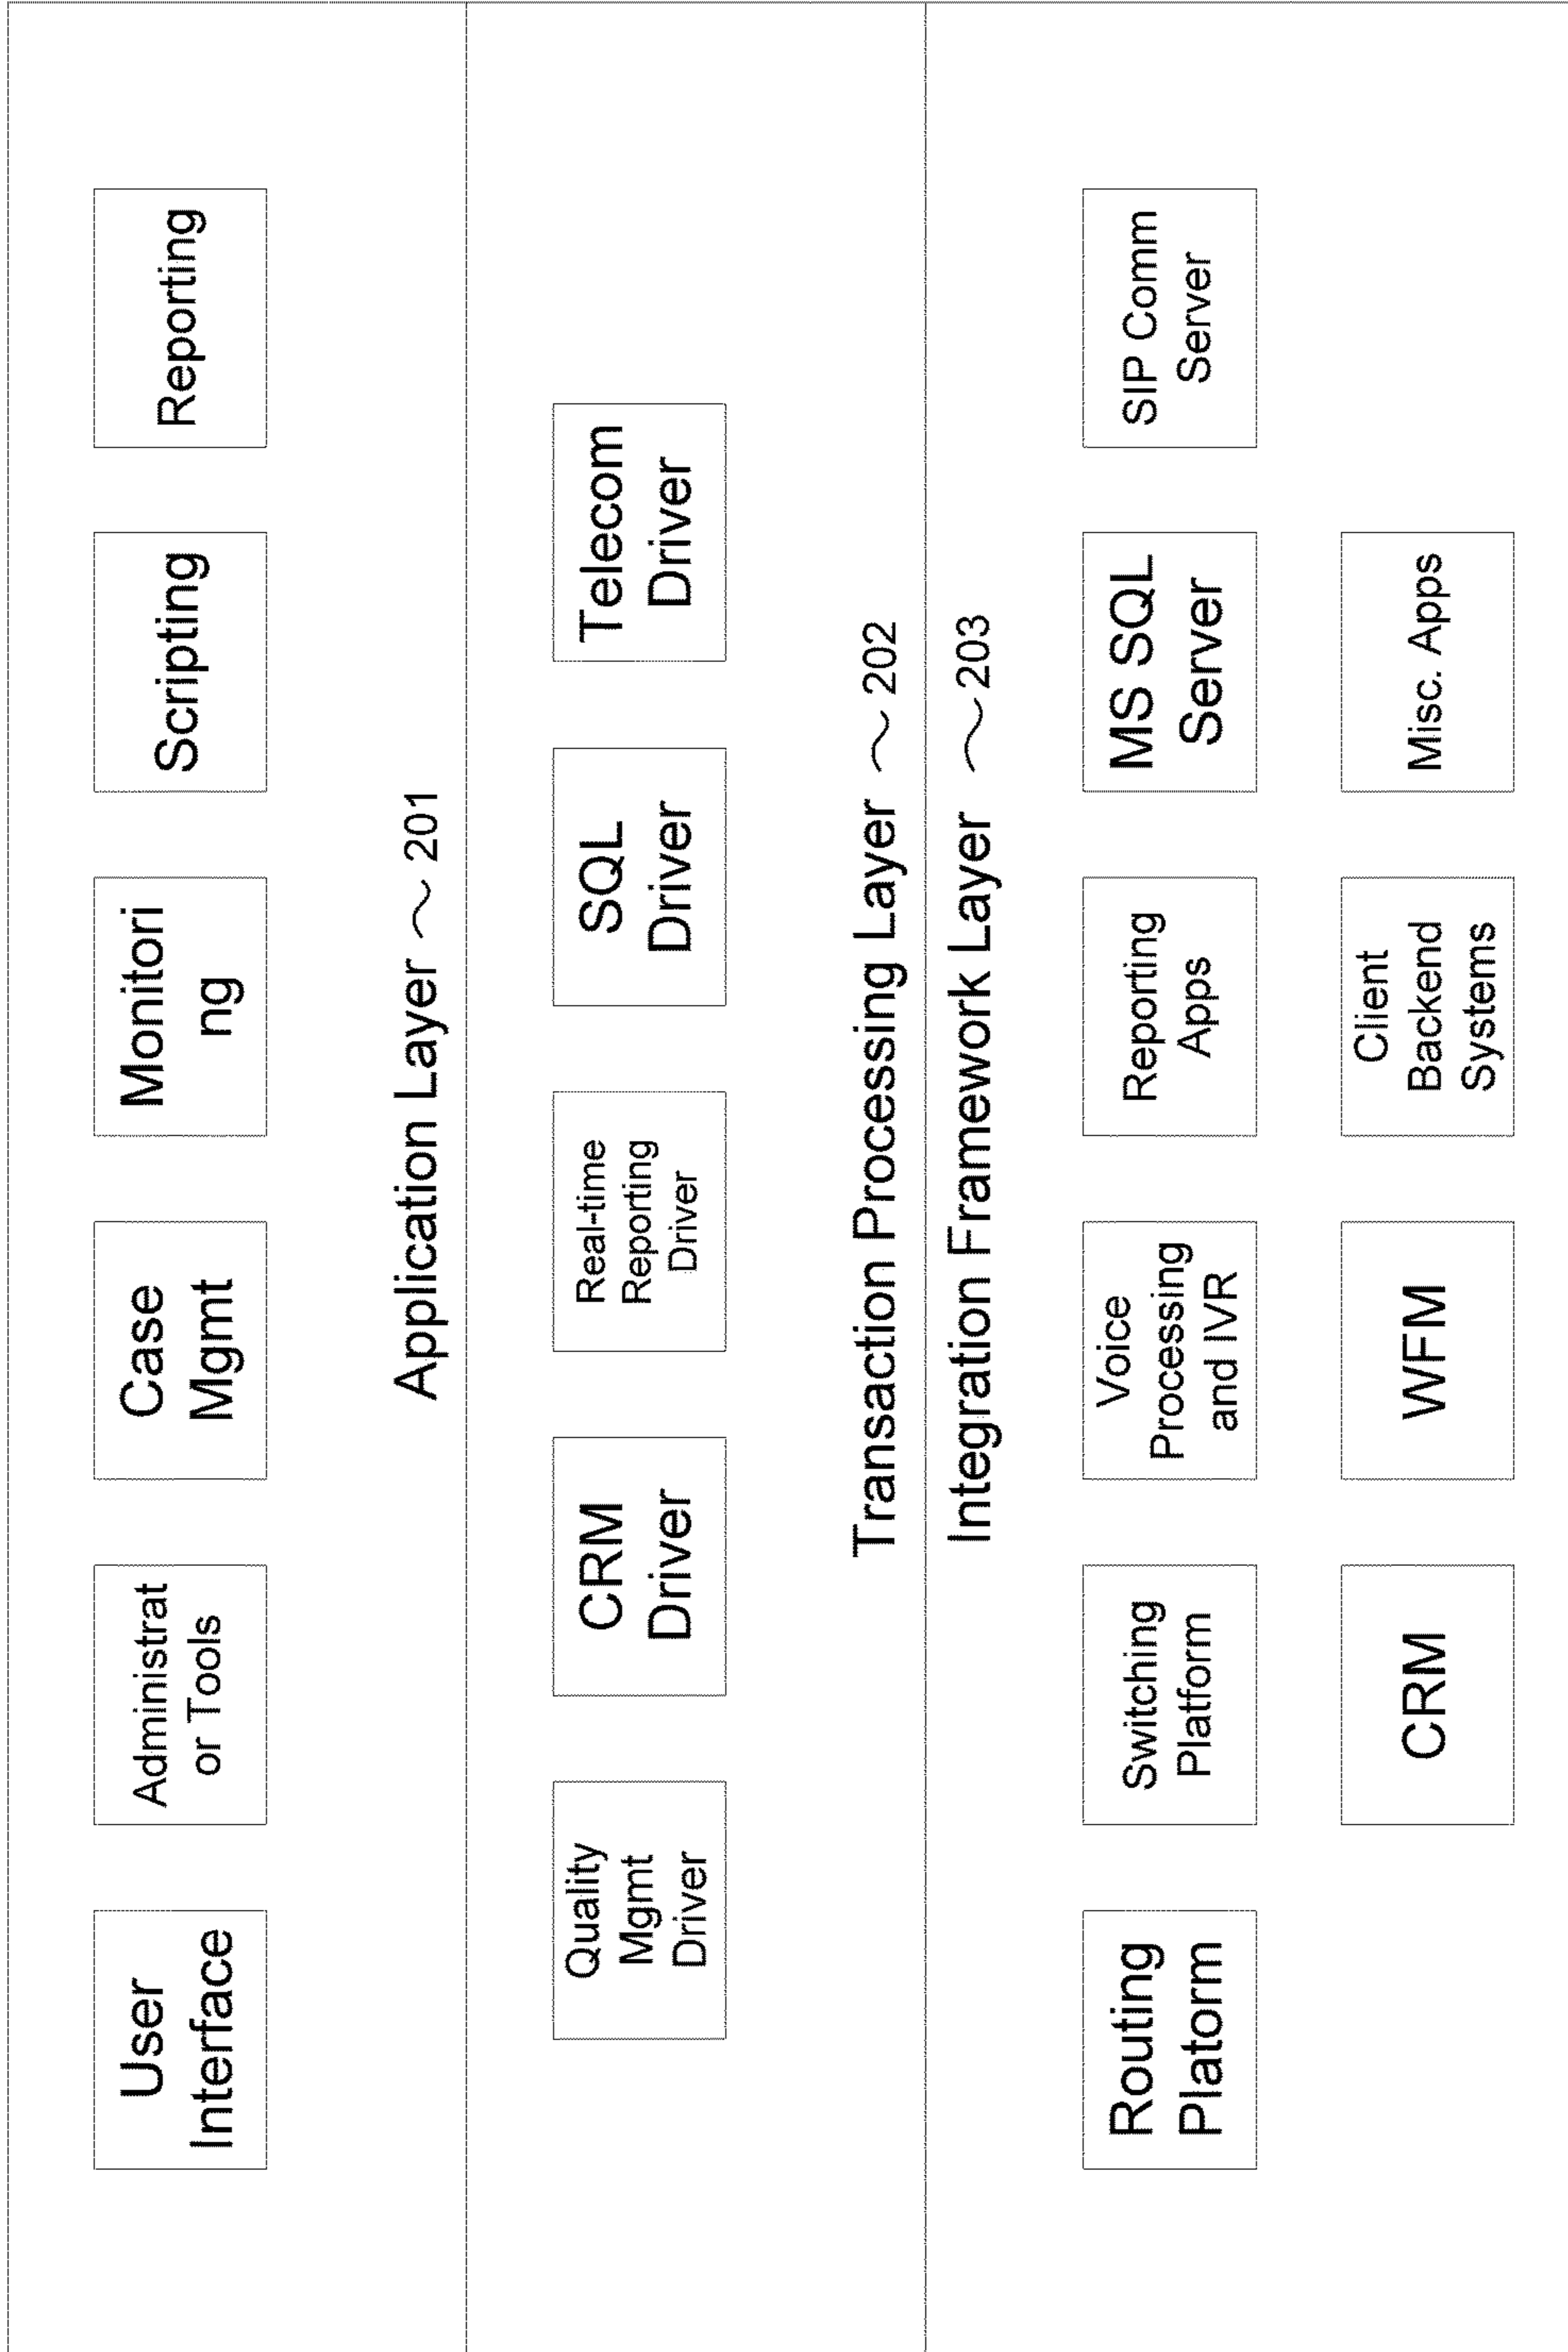 User
Interface
Administrat
or Tools
Case
Mgmt
Monitori
ng
Scripting
Reporting
Application Layer ~ 201
Quality
Mgmt
Driver
CRM
Driver
Real-time
Reporting
Driver
SQL
Driver
Telecom
Driver
Transaction Processing Layer ~ 202
Integration Framework Layer ~ 203
Routing
Platorm
Switching
Platform
Voice
Processing
and IVR
Reporting
Apps
MS SQL
Server
SIP Comm
Server
CRM
WFM
Client
Backend
Systems
Misc. Apps